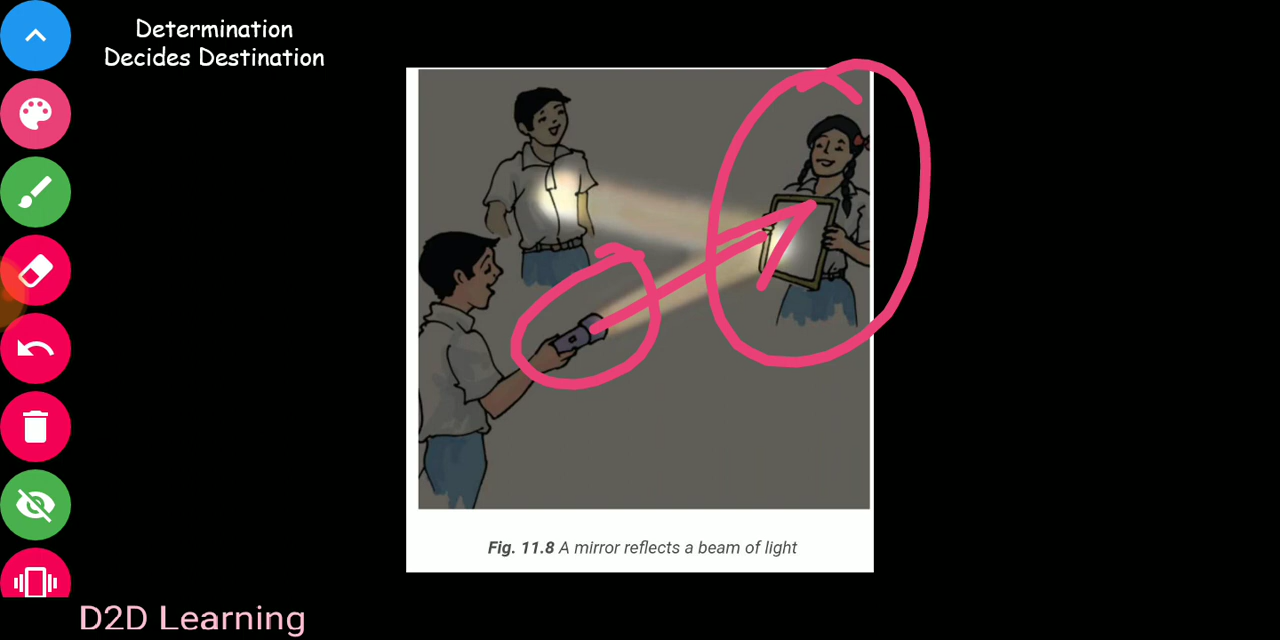 Determination
Decides Destination
Fig. 11.8 A mirror reflects a beam of light
D2D Learning